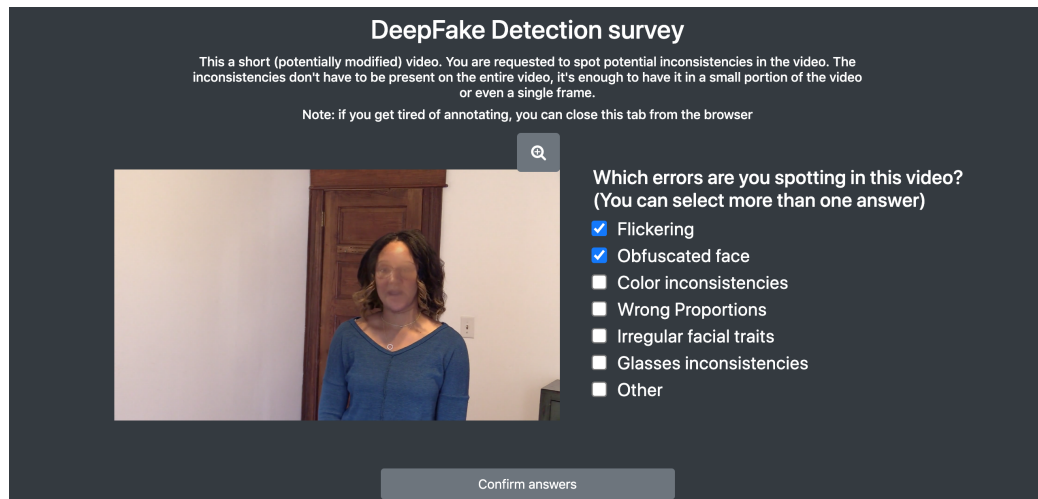 DeepFake Detection survey
This a short (potentially modified) video. You are requested to spot potential inconsistencies in the video. The
inconsistencies don't have to be present on the entire video, it's enough to have it in a small portion of the video
or even a single frame.
Note: if you get tired of annotating, you can close this tab from the browser
Which errors are you spotting in this video?
(You can select more than one answer)
Flickering
Obfuscated face
Color inconsistencies
Wrong Proportions
Irregular facial traits
Glasses inconsistencies
Other
Confirm answers